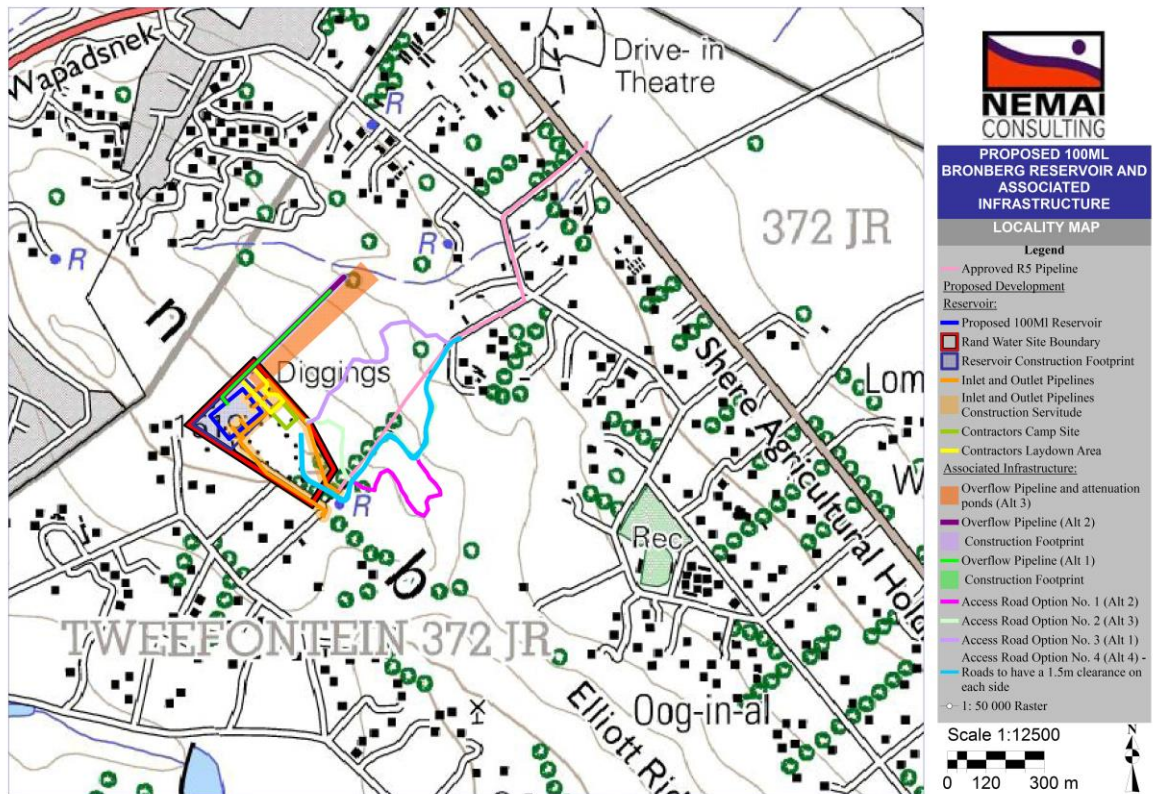 Wapadsnek
R
Drive- in
Theatre
R
R
372 JR
n
Diggings
Lom
W
Shere Agricultural Hold
R
Rec
b
TWEEFONTEIN 372 JR
Oog-in-al
Elliott Rid
NEMAI
CONSULTING
PROPOSED 100ML
BRONBERG RESERVOIR AND
ASSOCIATED
INFRASTRUCTURE
LOCALITY MAP
Legend
Approved R5 Pipeline
Proposed Development
Reservoir:
Proposed 100Ml Reservoir
Rand Water Site Boundary
Reservoir Construction Footprint
Inlet and Outlet Pipelines
Inlet and Outlet Pipelines
Construction Servitude
Contractors Camp Site
Contractors Laydown Area
Associated Infrastructure:
Overflow Pipeline and attenuation
ponds (Alt 3)
Overflow Pipeline (Alt 2)
Construction Footprint
Overflow Pipeline (Alt 1)
Construction Footprint
Access Road Option No. 1 (Alt 2)
Access Road Option No. 2 (Alt 3)
Access Road Option No. 3 (Alt 1)
Access Road Option No. 4 (Alt 4) -
Roads to have a 1.5m clearance on
each side
1: 50 000 Raster
Scale 1:12500
0 120 300 m
N